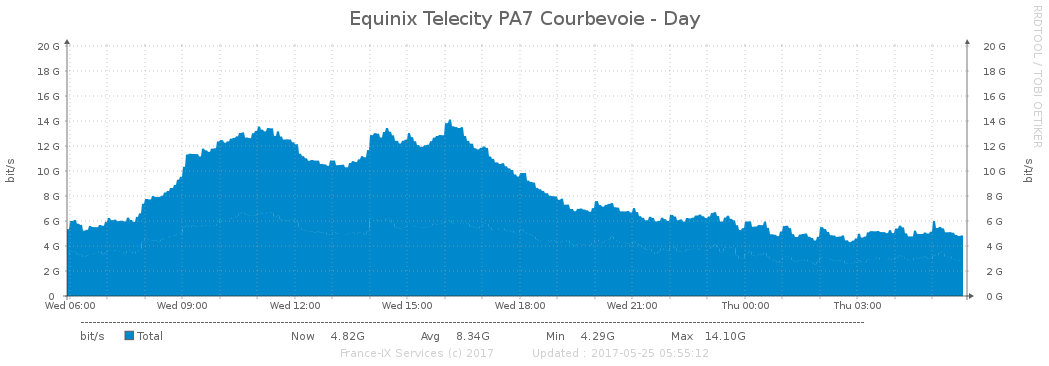 Equinix Telecity PA7 Courbevoie - Day
RRDTOOL / TOBI OETIKER
bit/s
20 G 20 G
18 G 18 G
16 G 16 G
14 G 14 G
12 G 12 G
10 G 10 G
8 G 8 G
6 G 6 G
4 G 4 G
2 G 2 G
0 0 G
bit/s
Wed 06:00 Wed 09:00 Wed 12:00 Wed 15:00 Wed 18:00 Wed 21:00 Thu 00:00 Thu 03:00
bit/s Total Now 4.82G Avg 8.34G Min 4.29G Max 14.10G
France-IX Services (c) 2017 Updated : 2017-05-25 05:55:12